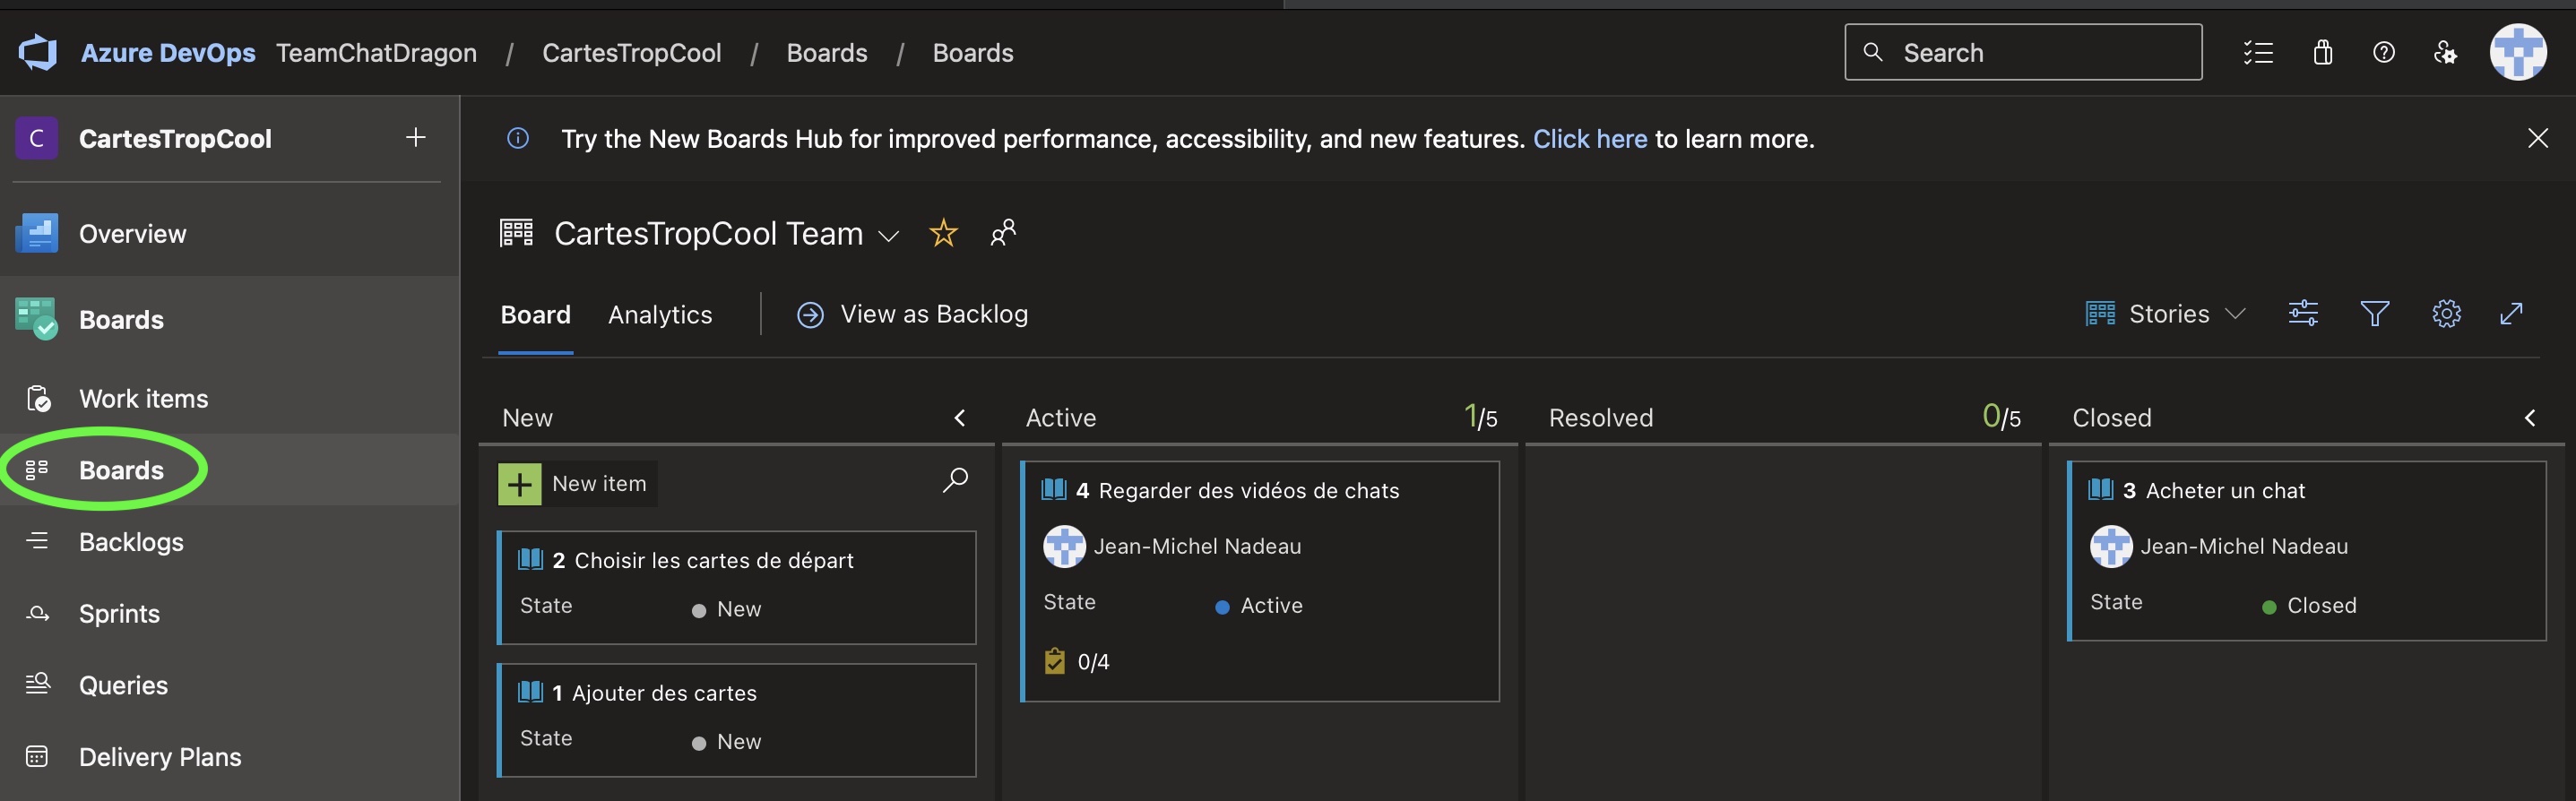 Azure DevOps TeamChatDragon / CartesTropCool / Boards / Boards
Search
C CartesTropCool
Overview
Boards
Work items
Boards
Backlogs
Sprints
Queries
Delivery Plans
Try the New Boards Hub for improved performance, accessibility, and new features. Click here to learn more.
CartesTropCool Team
Board Analytics View as Backlog
Stories
New
New item
2 Choisir les cartes de départ
State New
1 Ajouter des cartes
State New
Active 1/5
4 Regarder des vidéos de chats
Jean-Michel Nadeau
State Active
0/4
Resolved 0/5
Closed
3 Acheter un chat
Jean-Michel Nadeau
State Closed